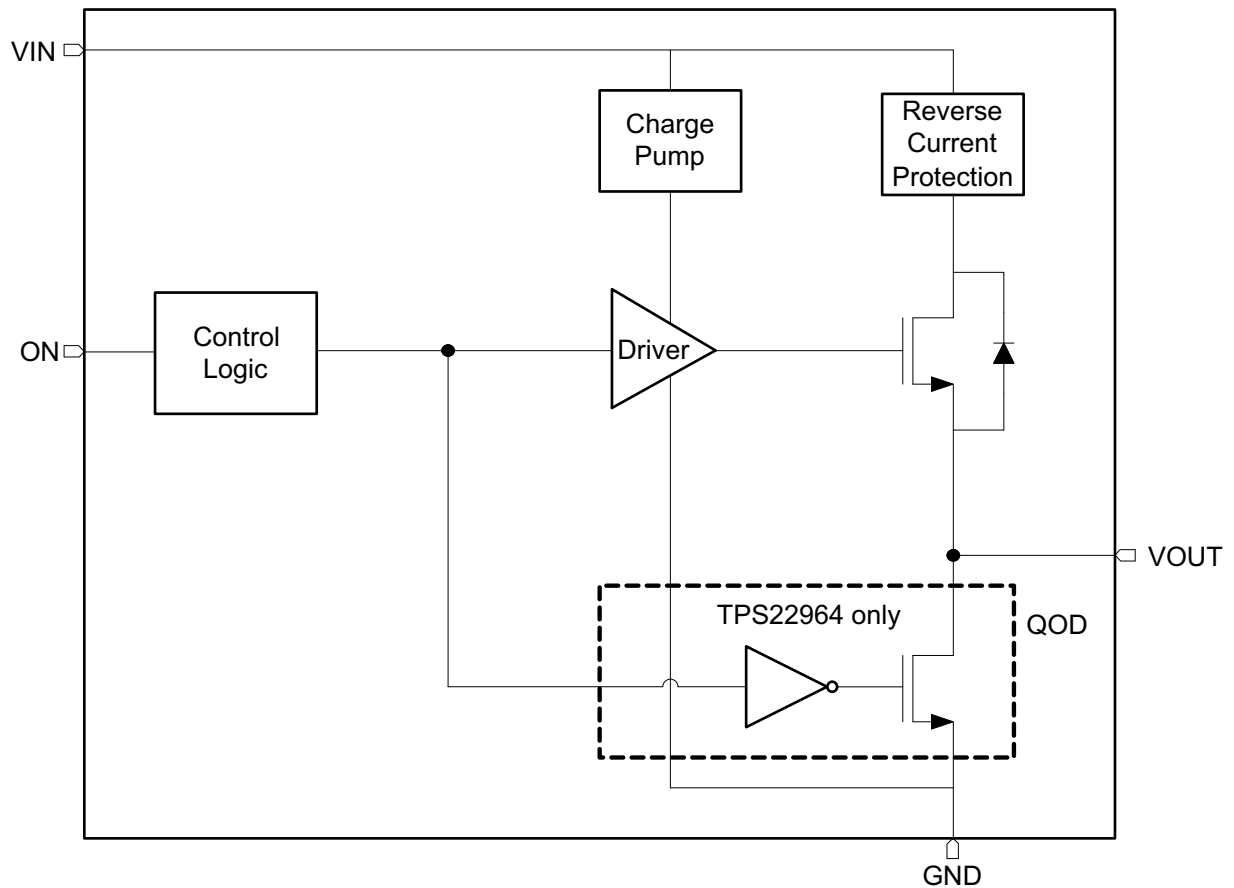 VIN
Charge
Pump
Reverse
Current
Protection
ON
Control
Logic
Driver
VOUT
TPS22964 only
QOD
GND